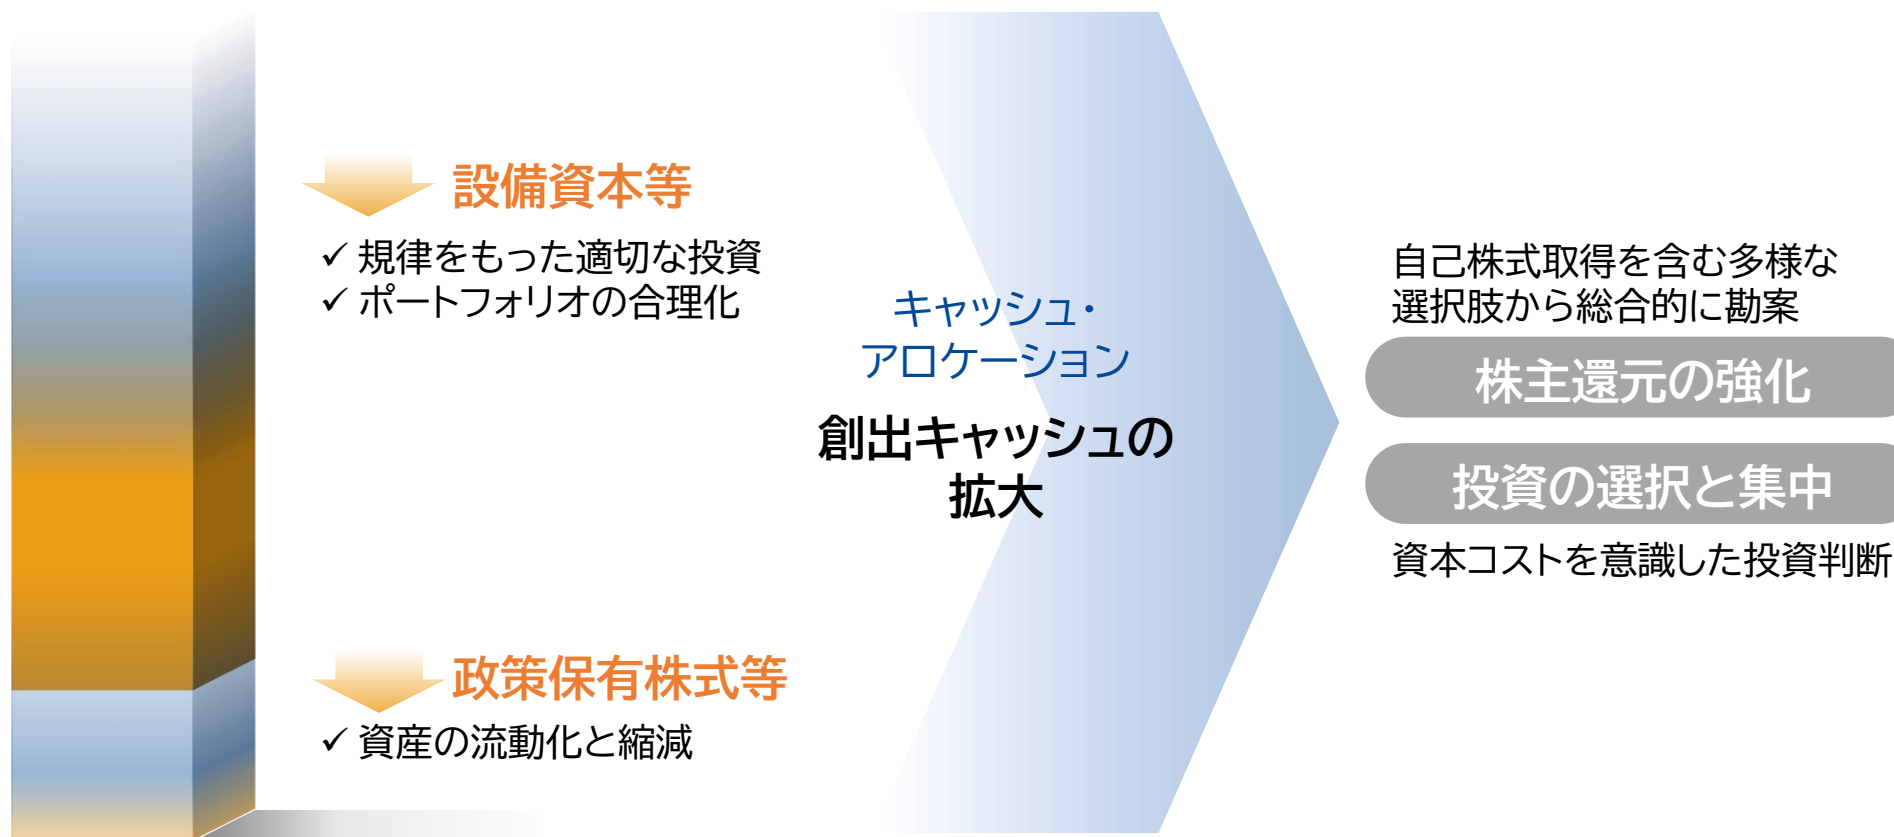 設備資本等
✓ 規律をもった適切な投資
✓ ポートフォリオの合理化
政策保有株式等
✓ 資産の流動化と縮減
キャッシュ・
アロケーション
創出キャッシュの
拡大
自己株式取得を含む多様な
選択肢から総合的に勘案
株主還元の強化
投資の選択と集中
資本コストを意識した投資判断